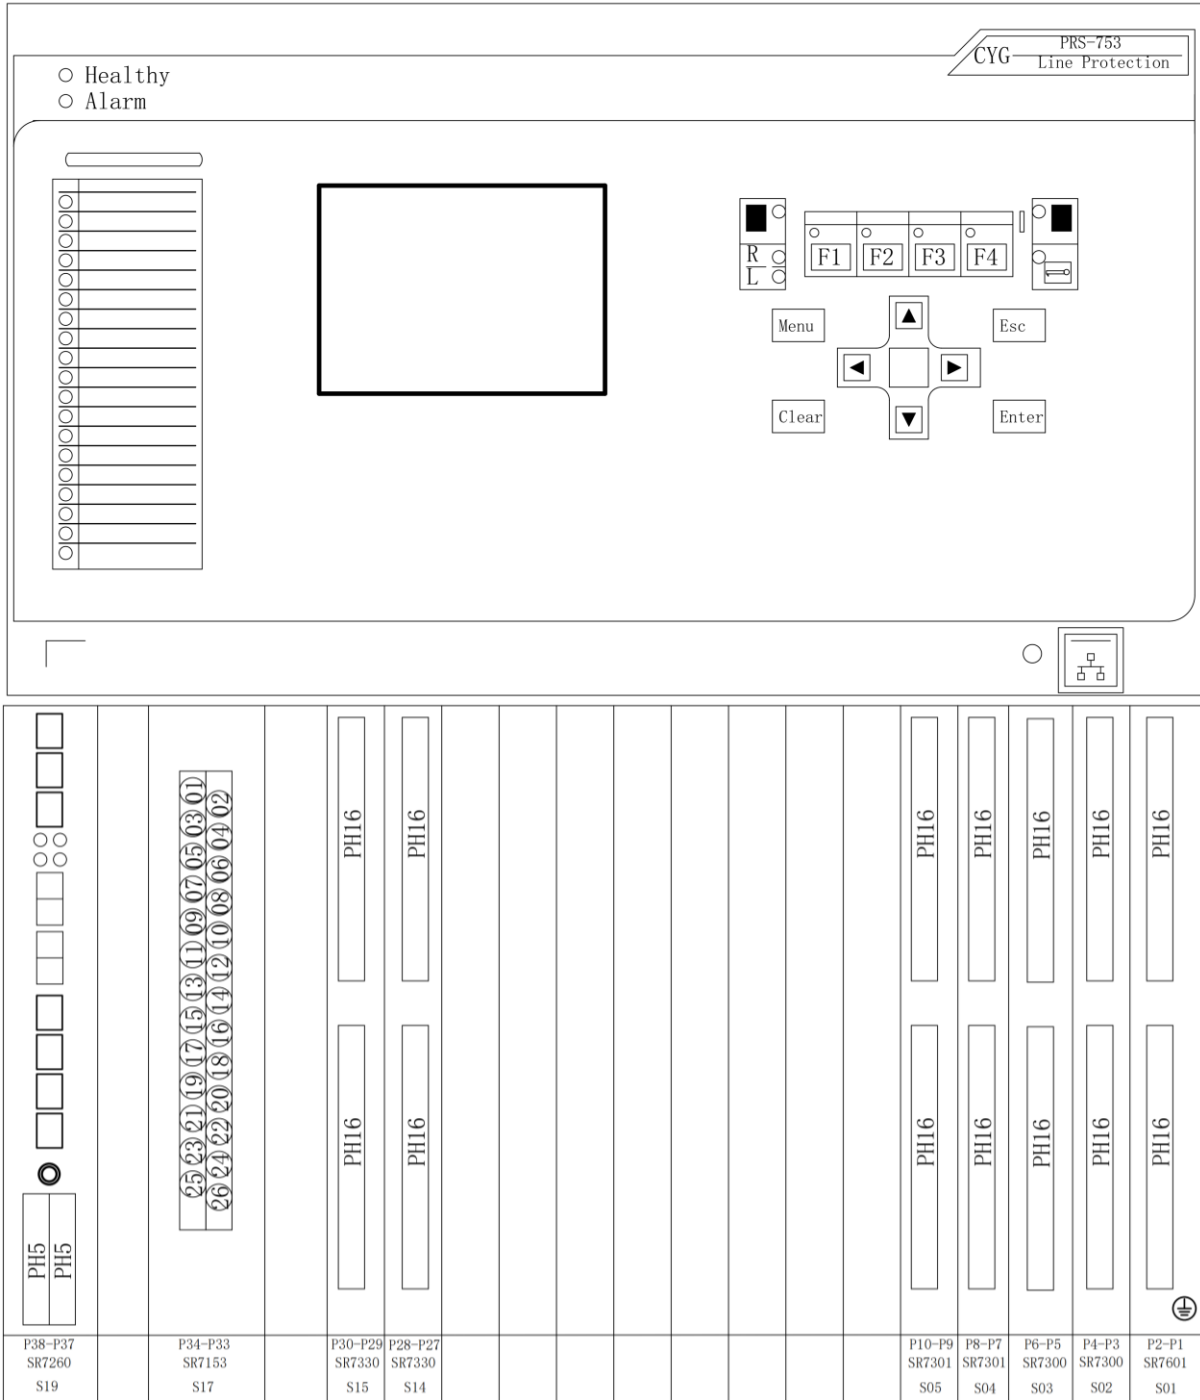 PRS-753
CYG
Line Protection
Healthy
Alarm
R
L
F1 F2 F3 F4
Menu
Esc
Clear
Enter
01 03 05 07 09 11 13 15 17 19 21 23 25
02 04 06 08 10 12 14 16 18 20 22 24 26
PH16 PH16 PH16 PH16 PH16 PH16 PH16
PH16 PH16 PH16 PH16 PH16 PH16 PH16
PH5 PH5
P38-P37 P34-P33 P30-P29 P28-P27 P10-P9 P8-P7 P6-P5 P4-P3 P2-P1
SR7260 SR7153 SR7330 SR7330 SR7301 SR7301 SR7300 SR7300 SR7601
S19 S17 S15 S14 S05 S04 S03 S02 S01